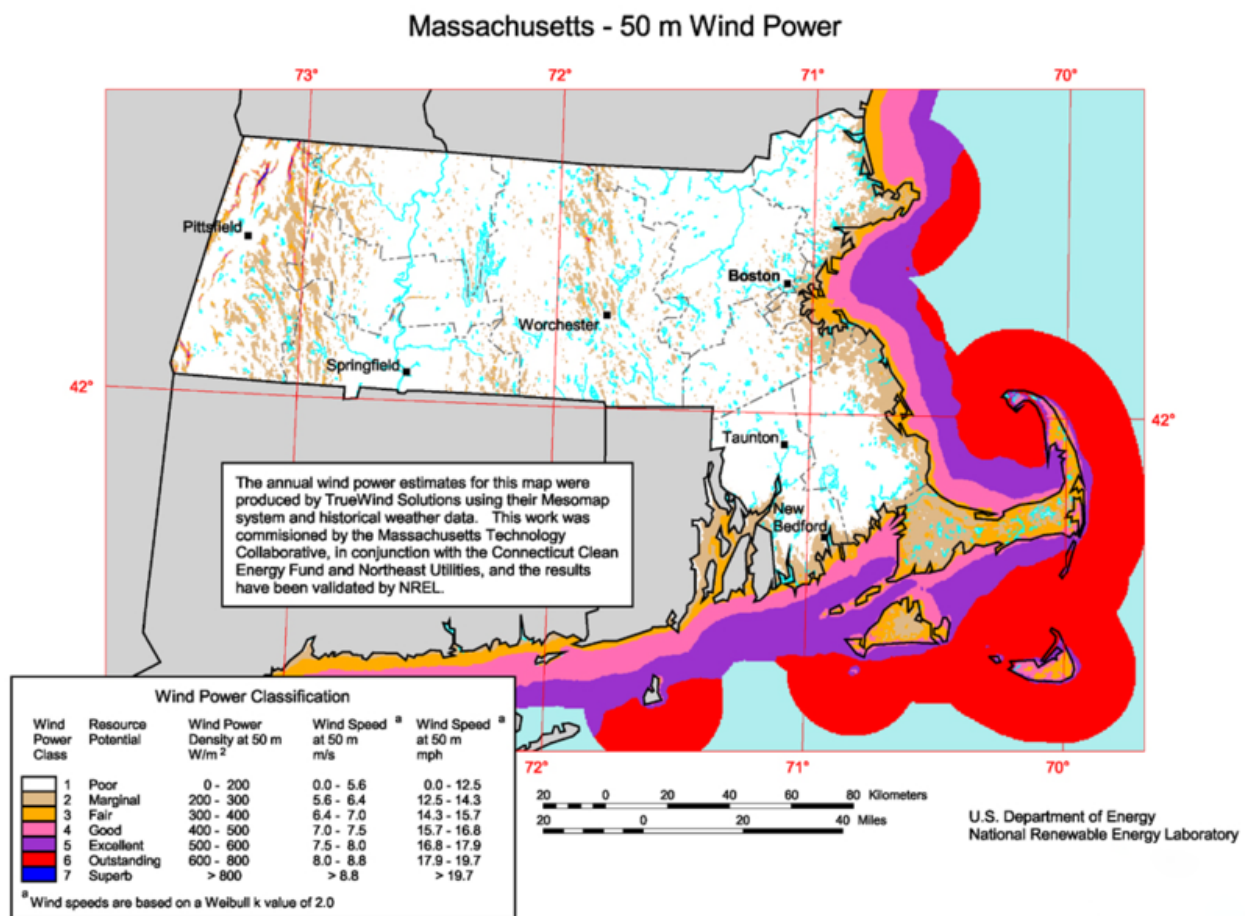 Massachusetts - 50 m Wind Power
73°
72°
71°
70°
Pittsfield
Boston
Worchester
Springfield
42°
42°
Taunton
New
Bedford
The annual wind power estimates for this map were
produced by TrueWind Solutions using their Mesomap
system and historical weather data. This work was
commisioned by the Massachusetts Technology
Collaborative, in conjunction with the Connecticut Clean
Energy Fund and Northeast Utilities, and the results
have been validated by NREL.
72°
71°
70°
Wind Power Classification
Wind Resource Wind Power Wind Speed a Wind Speed a
Power Potential Density at 50 m at 50 m at 50 m
Class W/m 2 m/s mph
1 Poor 0 - 200 0.0 - 5.6 0.0 - 12.5
2 Marginal 200 - 300 5.6 - 6.4 12.5 - 14.3
3 Fair 300 - 400 6.4 - 7.0 14.3 - 15.7
4 Good 400 - 500 7.0 - 7.5 15.7 - 16.8
5 Excellent 500 - 600 7.5 - 8.0 16.8 - 17.9
6 Outstanding 600 - 800 8.0 - 8.8 17.9 - 19.7
7 Superb > 800 > 8.8 > 19.7
a Wind speeds are based on a Weibull k value of 2.0
20 0 20 40 60 80 Kilometers
20 0 20 40 Miles
U.S. Department of Energy
National Renewable Energy Laboratory